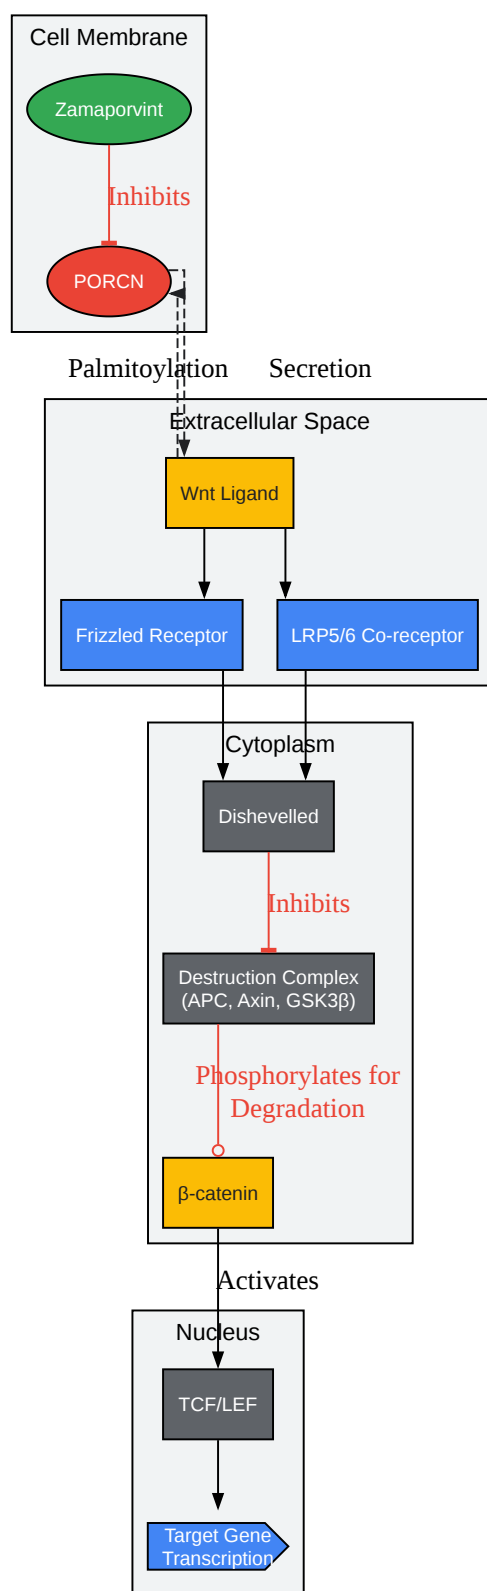 Cell Membrane
Zamaporvint
Inhibits
PORCN
Palmitoylation
Secretion
Extracellular Space
Wnt Ligand
Frizzled Receptor
LRP5/6 Co-receptor
Cytoplasm
Dishevelled
Inhibits
Destruction Complex
(APC, Axin, GSK3β)
Phosphorylates for
Degradation
β-catenin
Activates
Nucleus
TCF/LEF
Target Gene
Transcription